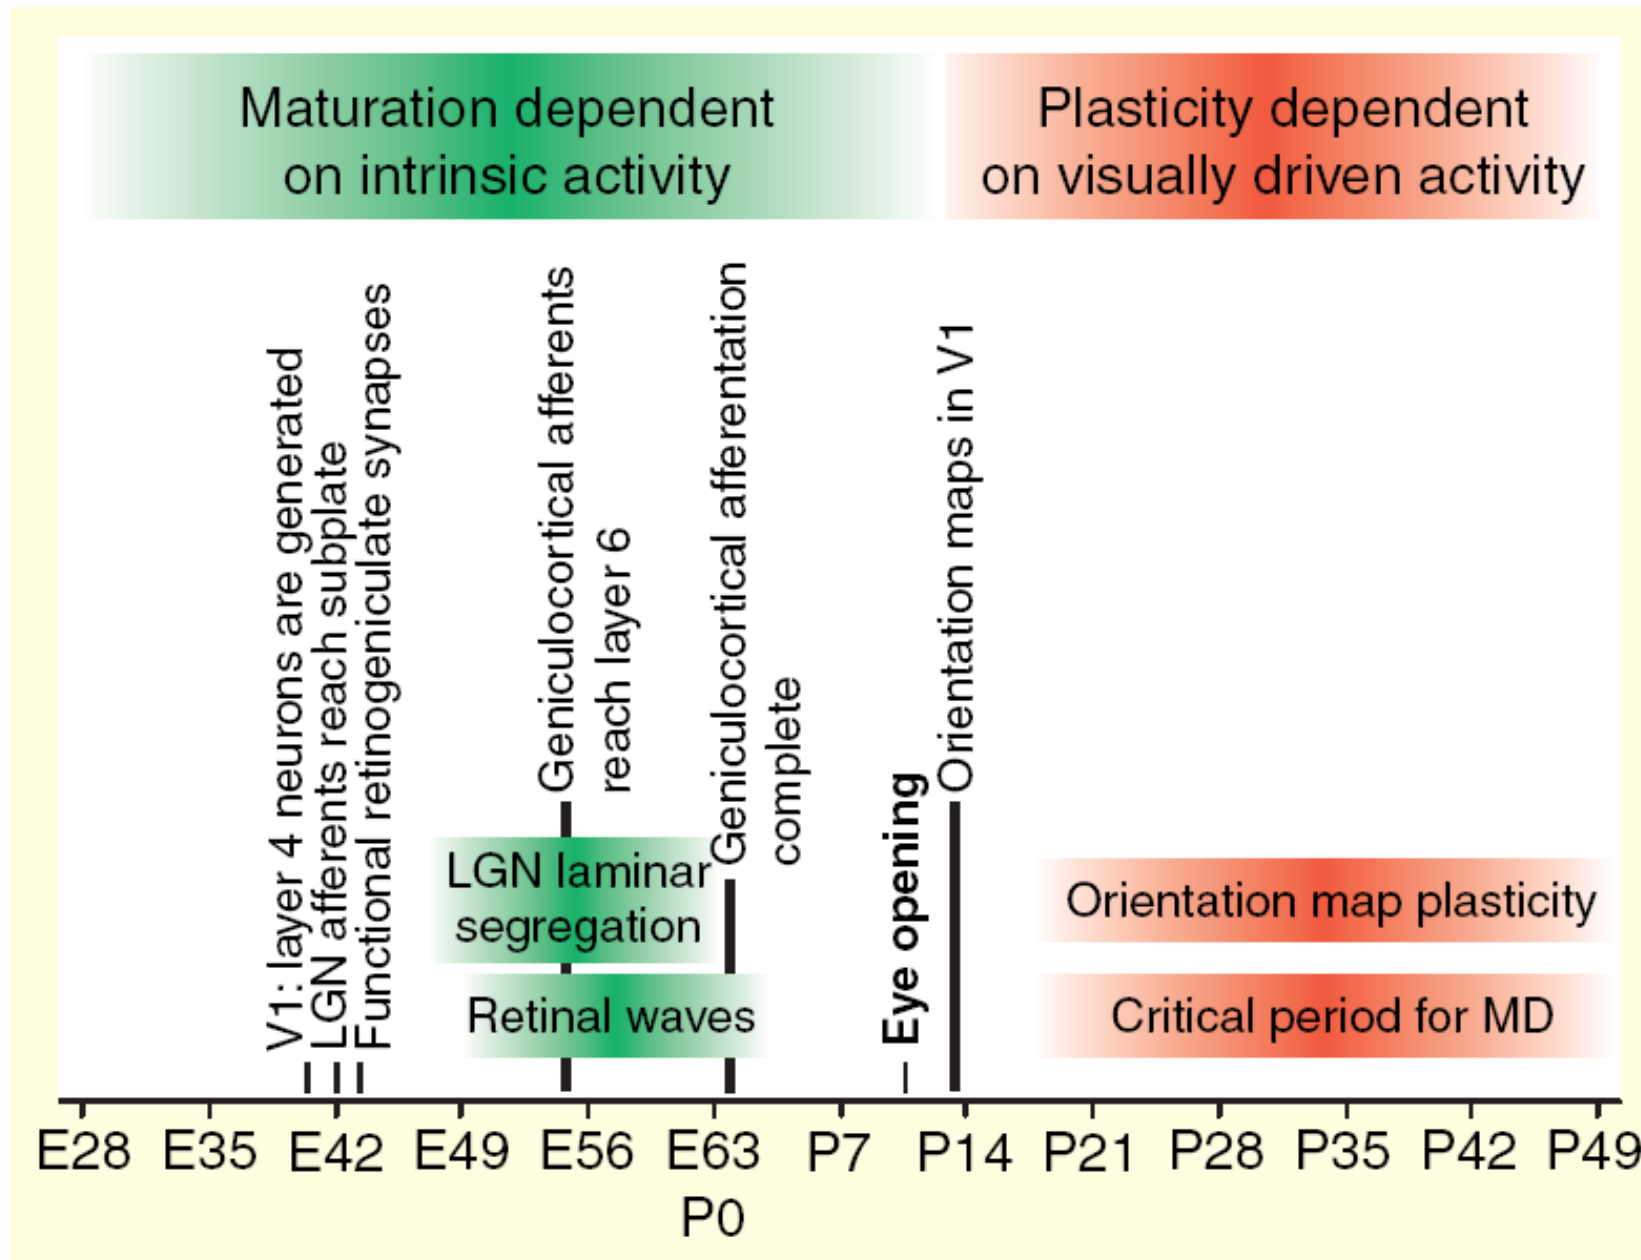 Maturation dependent
on intrinsic activity
Plasticity dependent
on visually driven activity
V1: layer 4 neurons are generated
LGN afferents reach subplate
Functional retinogeniculate synapses
Geniculocortical afferents
reach layer 6
Geniculocortical afferentation
complete
Eye opening
Orientation maps in V1
LGN laminar
segregation
Retinal waves
Orientation map plasticity
Critical period for MD
E28 E35 E42 E49 E56 E63 P7 P14 P21 P28 P35 P42 P49
P0